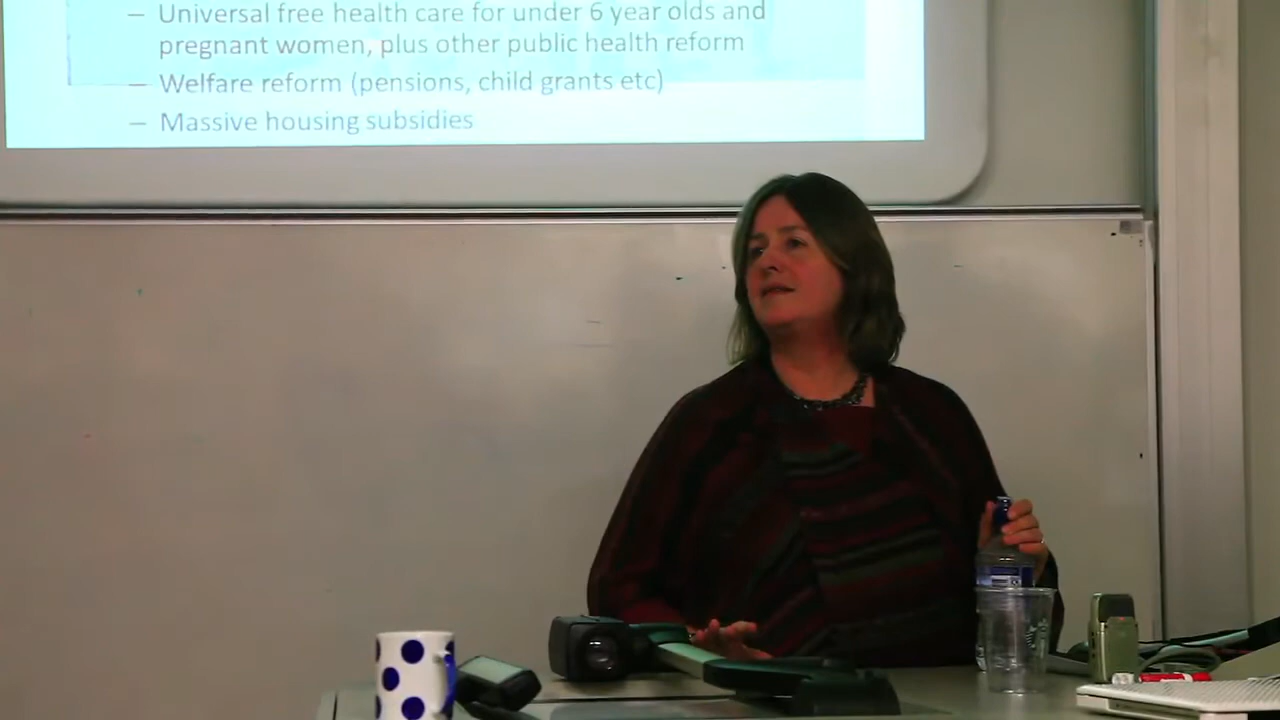 – Universal free health care for under 6 year olds and
pregnant women, plus other public health reform
– Welfare reform (pensions, child grants etc)
– Massive housing subsidies